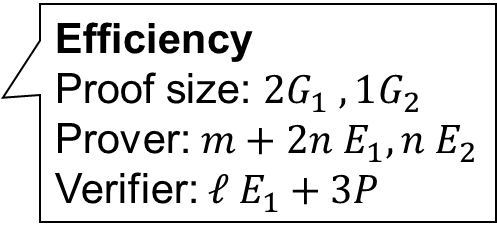 Efficiency
Proof size: 2G₁ , 1G₂
Prover: m + 2n E₁, n E₂
Verifier: ℓ E₁ + 3P